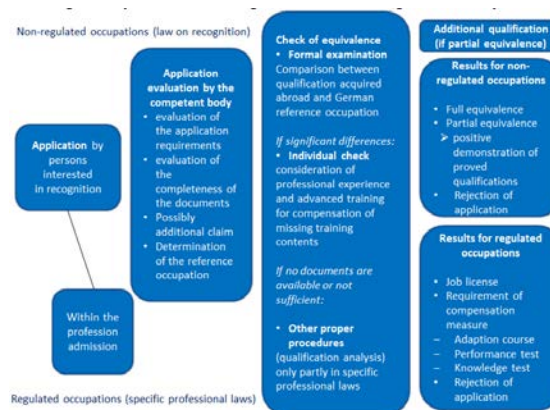 Non-regulated occupations (law on recognition)
Application by
persons
interested
in recognition
Within the
profession
admission
Regulated occupations (specific professional laws)
Application
evaluation by the
competent body
• evaluation of
the application
requirements
• evaluation of
the
completeness of
the documents
• Possibly
additional claim
• Determination of
the reference
occupation
Check of equivalence
• Formal examination
Comparison between
qualification acquired
abroad and German
reference occupation
If significant differences:
• Individual check
consideration of
professional experience
and advanced training
for compensation of
missing training
contents
If no documents are
available or not
sufficient:
• Other proper
procedures
(qualification analysis)
only partly in specific
professional laws
Additional qualification
(if partial equivalence)
Results for non-
regulated occupations
• Full equivalence
• Partial equivalence
➢ positive
demonstration of
proved
qualifications
• Rejection of
application
Results for regulated
occupations
• Job license
• Requirement of
compensation
measure
– Adaption course
– Performance test
– Knowledge test
• Rejection of
application